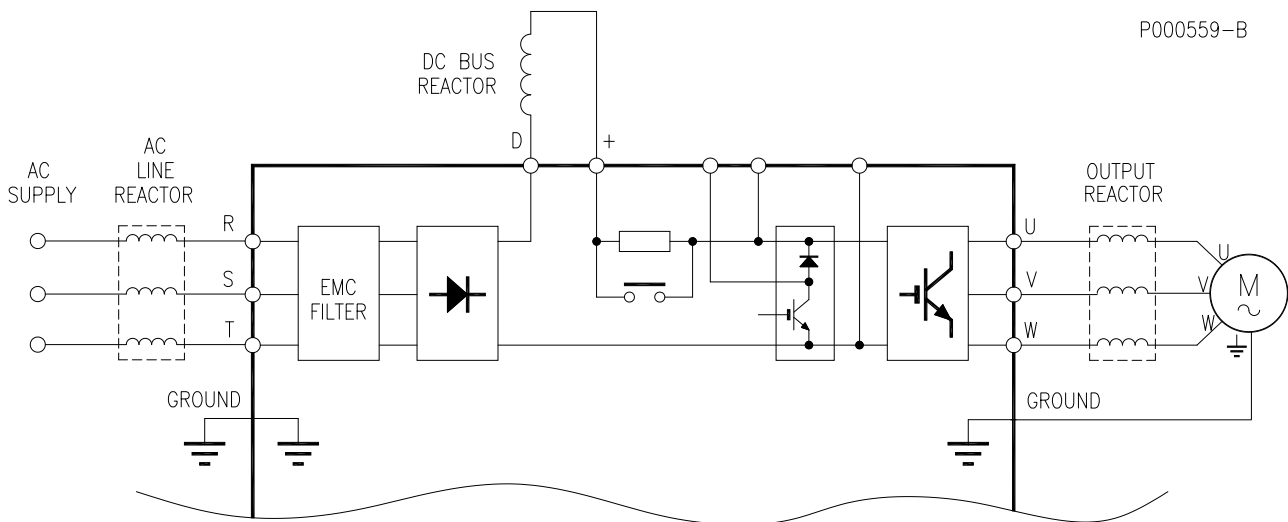 P000559-B
DC BUS
REACTOR
D
+
AC
SUPPLY
AC
LINE
REACTOR
OUTPUT
REACTOR
R
S
T
EMC
FILTER
U
V
W
U
V
W
M
GROUND
GROUND